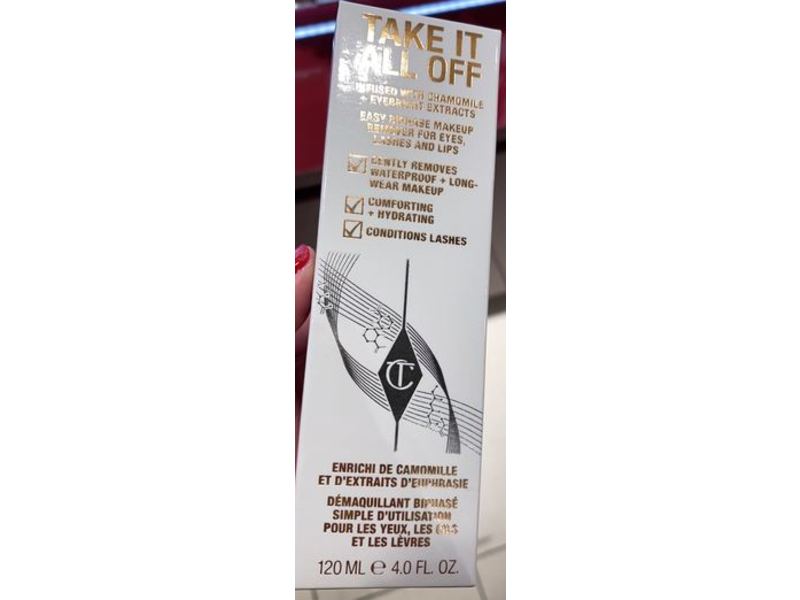 TAKE IT
ALL OFF
INFUSED WITH CHAMOMILE
+ EYEBRIGHT EXTRACTS
EASY BIPHASE MAKEUP
REMOVER FOR EYES,
LASHES AND LIPS
GENTLY REMOVES
WATERPROOF + LONG-
WEAR MAKEUP
COMFORTING
+ HYDRATING
CONDITIONS LASHES
CT
ENRICHI DE CAMOMILLE
ET D'EXTRAITS D'EUPHRASIE
DÉMAQUILLANT BIPHASÉ
SIMPLE D'UTILISATION
POUR LES YEUX, LES CILS
ET LES LÈVRES
120 ML ℮ 4.0 FL. OZ.